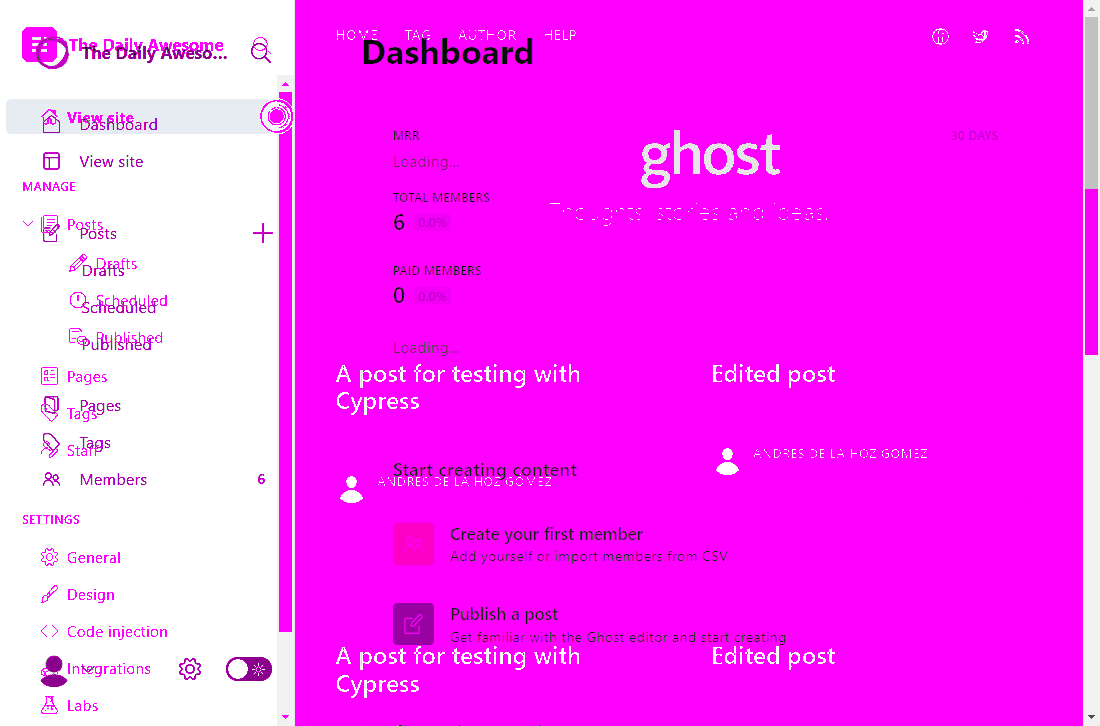 The Daily Awesome
The Daily Aweso...
View site
Dashboard
View site
MANAGE
Posts
Posts
Drafts
Drafts
Scheduled
Scheduled
Published
Published
Pages
Pages
Tags
Tags
Staff
Members 6
SETTINGS
General
Design
Code injection
Integrations
Labs
HOME TAG AUTHOR HELP
Dashboard
MRR 30 DAYS
Loading...
ghost
TOTAL MEMBERS
Thoughts, stories and ideas.
6 0.0%
PAID MEMBERS
0 0.0%
Loading...
A post for testing with
Cypress
Edited post
ANDRES DE LA HOZ GOMEZ
Start creating content
ANDRES DE LA HOZ GOMEZ
Create your first member
Add yourself or import members from CSV
Publish a post
Get familiar with the Ghost editor and start creating
A post for testing with
Cypress
Edited post